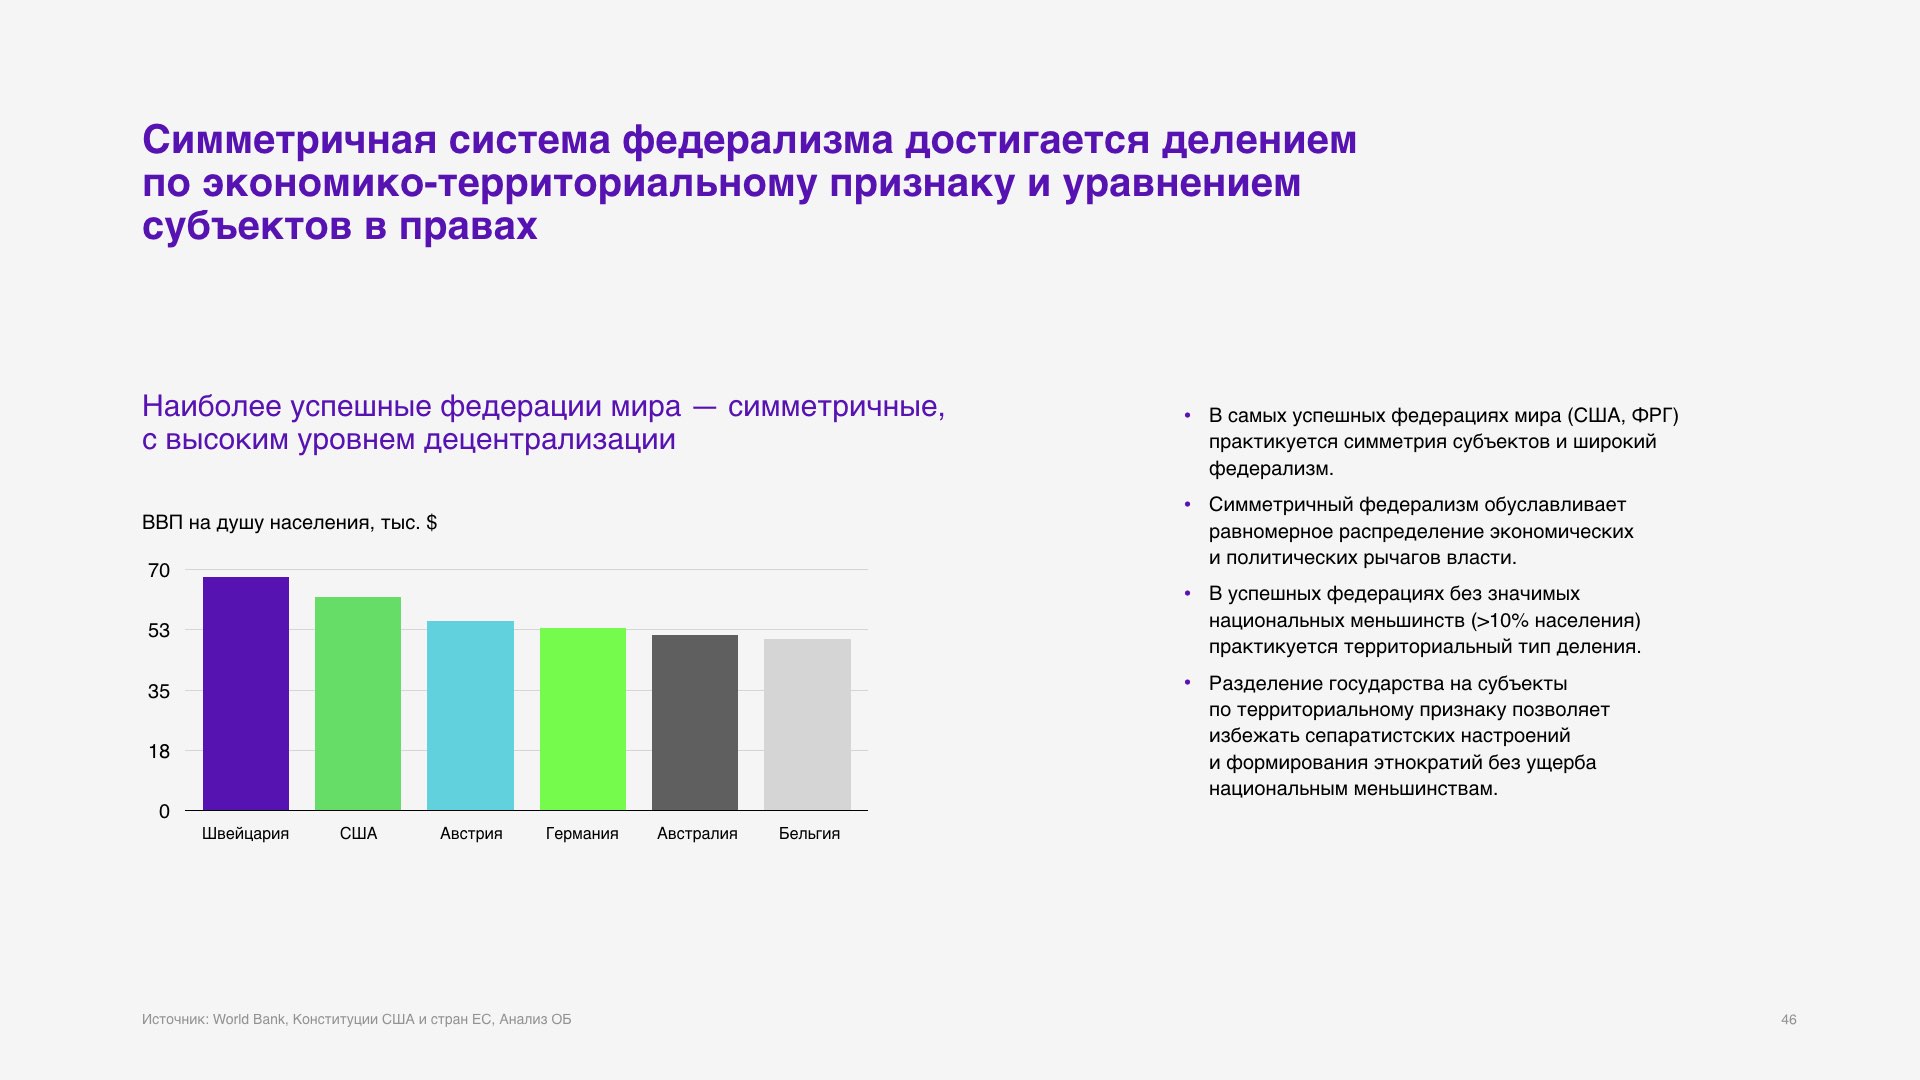 Симметричная система федерализма достигается делением
по экономико-территориальному признаку и уравнением
субъектов в правах
Наиболее успешные федерации мира — симметричные,
с высоким уровнем децентрализации
ВВП на душу населения, тыс. $
70
53
35
18
0
Швейцария
США
Австрия
Германия
Австралия
Бельгия
• В самых успешных федерациях мира (США, ФРГ)
практикуется симметрия субъектов и широкий
федерализм.
• Симметричный федерализм обуславливает
равномерное распределение экономических
и политических рычагов власти.
• В успешных федерациях без значимых
национальных меньшинств (>10% населения)
практикуется территориальный тип деления.
• Разделение государства на субъекты
по территориальному признаку позволяет
избежать сепаратистских настроений
и формирования этнократий без ущерба
национальным меньшинствам.
Источник: World Bank, Конституции США и стран ЕС, Анализ ОБ
46